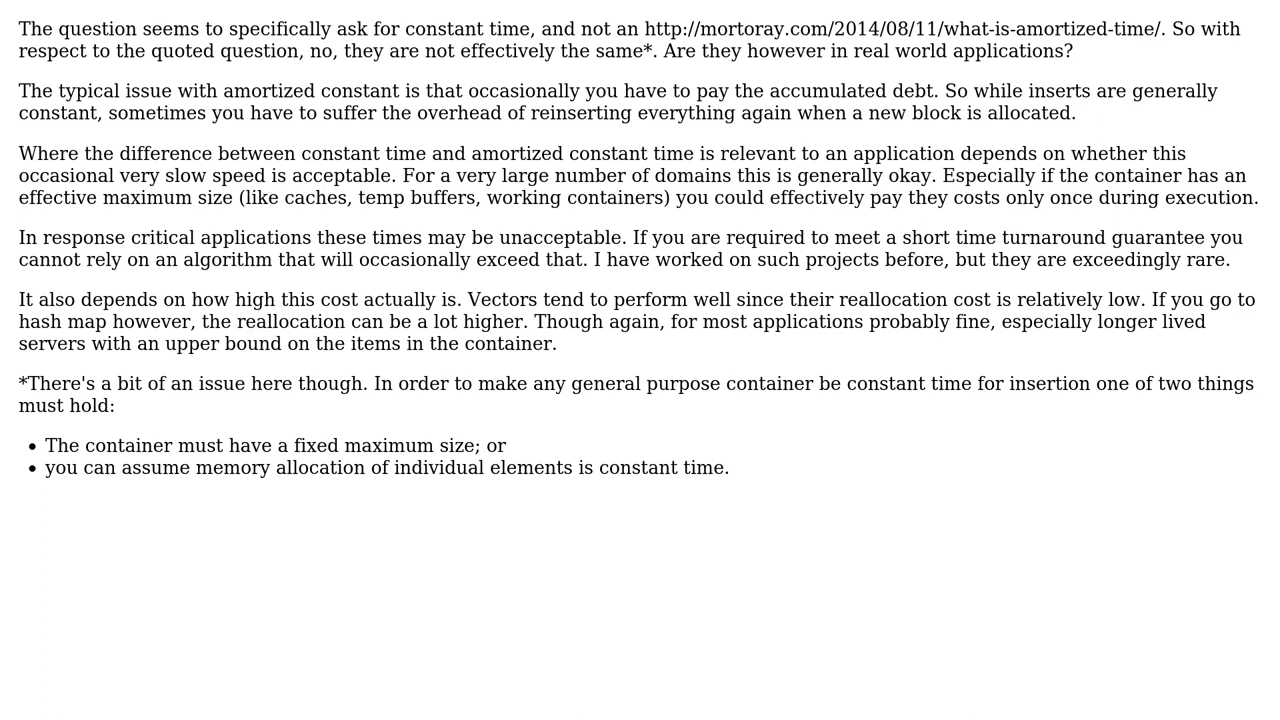 The question seems to specifically ask for constant time, and not an http://mortoray.com/2014/08/11/what-is-amortized-time/. So with
respect to the quoted question, no, they are not effectively the same*. Are they however in real world applications?
The typical issue with amortized constant is that occasionally you have to pay the accumulated debt. So while inserts are generally
constant, sometimes you have to suffer the overhead of reinserting everything again when a new block is allocated.
Where the difference between constant time and amortized constant time is relevant to an application depends on whether this
occasional very slow speed is acceptable. For a very large number of domains this is generally okay. Especially if the container has an
effective maximum size (like caches, temp buffers, working containers) you could effectively pay they costs only once during execution.
In response critical applications these times may be unacceptable. If you are required to meet a short time turnaround guarantee you
cannot rely on an algorithm that will occasionally exceed that. I have worked on such projects before, but they are exceedingly rare.
It also depends on how high this cost actually is. Vectors tend to perform well since their reallocation cost is relatively low. If you go to
hash map however, the reallocation can be a lot higher. Though again, for most applications probably fine, especially longer lived
servers with an upper bound on the items in the container.
*There's a bit of an issue here though. In order to make any general purpose container be constant time for insertion one of two things
must hold:
• The container must have a fixed maximum size; or
• you can assume memory allocation of individual elements is constant time.